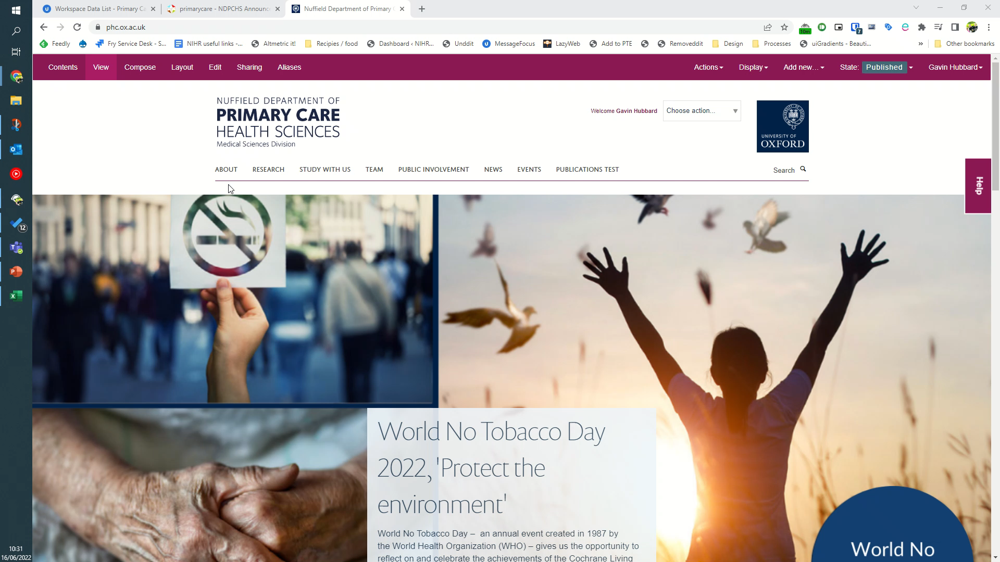 Workspace Data List - Primary Ca
primarycare - NDPCHS Announce
Nuffield Department of Primary
phc.ox.ac.uk
10m
7
Feedly
Fry Service Desk - S...
NIHR useful links -...
Altmetric it!
Recipies / food
Dashboard ‹ NIHR...
Unddit
MessageFocus
LazyWeb
Add to PTE
Removeddit
Design
Processes
uiGradients - Beauti...
»
Other bookmarks
Contents
View
Compose
Layout
Edit
Sharing
Aliases
Actions
Display
Add new...
State:
Published
Gavin Hubbard
NUFFIELD DEPARTMENT OF
PRIMARY CARE
HEALTH SCIENCES
Medical Sciences Division
Welcome Gavin Hubbard
Choose action...
UNIVERSITY OF
OXFORD
ABOUT
RESEARCH
STUDY WITH US
TEAM
PUBLIC INVOLVEMENT
NEWS
EVENTS
PUBLICATIONS TEST
Search
Help
12
World No Tobacco Day
2022, 'Protect the
environment'
World No Tobacco Day – an annual event created in 1987 by
the World Health Organization (WHO) – gives us the opportunity to
reflect on and celebrate the achievements of the Cochrane Living
World No
10:31
16/06/2022